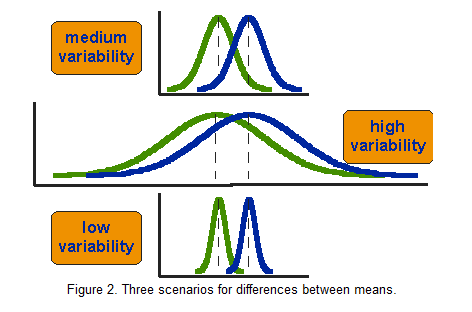 medium
variability
high
variability
low
variability
Figure 2. Three scenarios for differences between means.